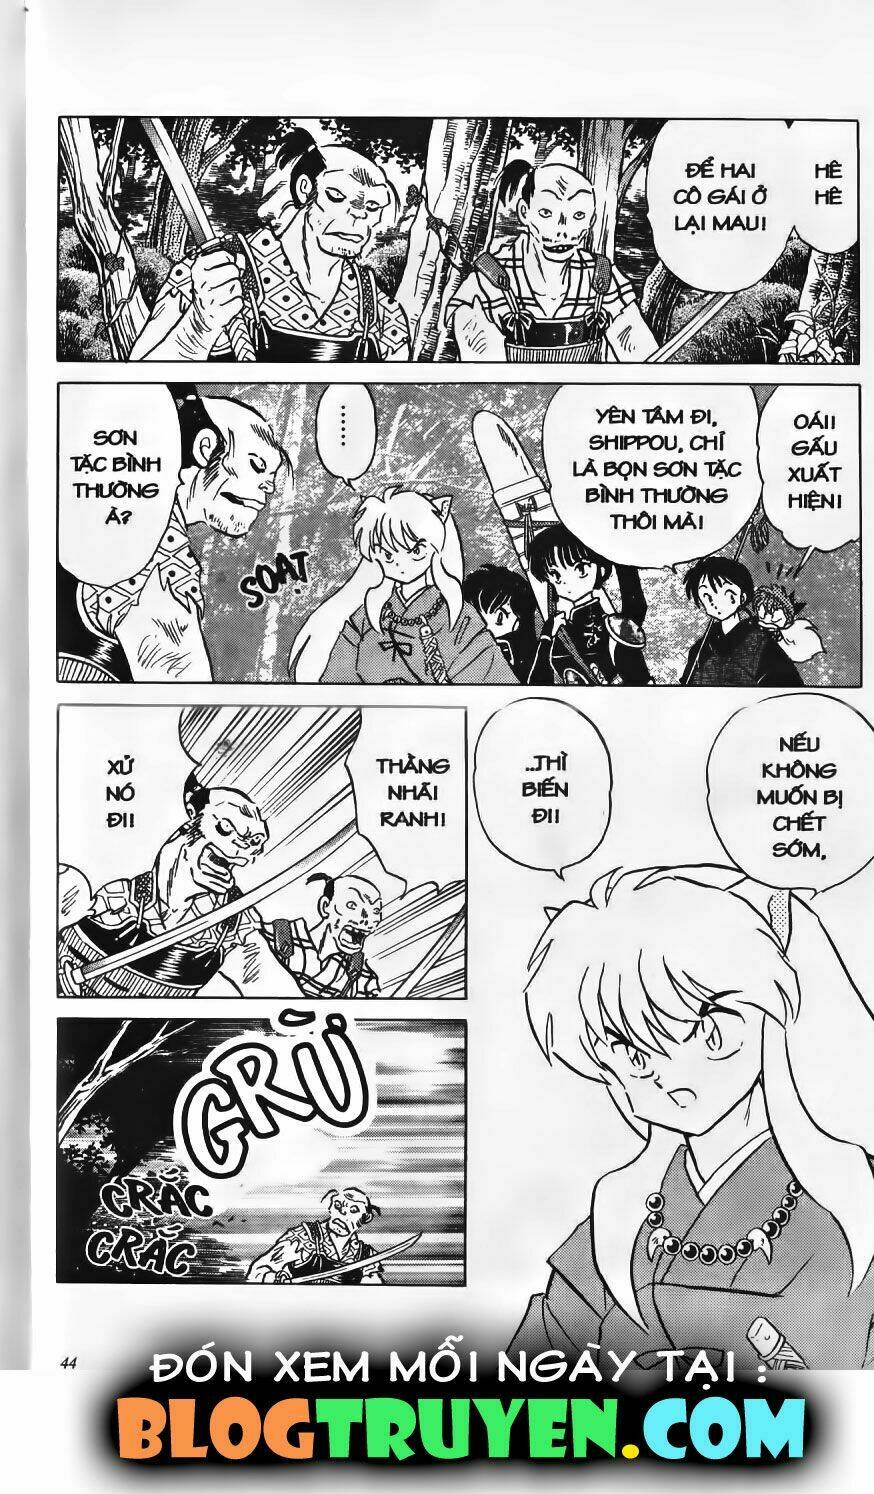 HÊ
HÊ
ĐỂ HAI
CÔ GÁI Ở
LẠI MAU!
OÁI!
GẤU
XUẤT
HIỆN!
YÊN TÂM ĐI,
SHIPPOU, CHỈ
LÀ BỌN SƠN TẶC
BÌNH THƯỜNG
THÔI MÀ!
......
SOẠT
SƠN
TẶC BÌNH
THƯỜNG
À?
NẾU
KHÔNG
MUỐN BỊ
CHẾT
SỚM,
..THÌ
BIẾN
ĐI!
THẰNG
NHÃI
RANH!
XỬ
NÓ
ĐI!
GRỪ
CRẮC
CRẮC
44
ĐÓN XEM MỖI NGÀY TẠI :
BLOGTRUYEN.COM